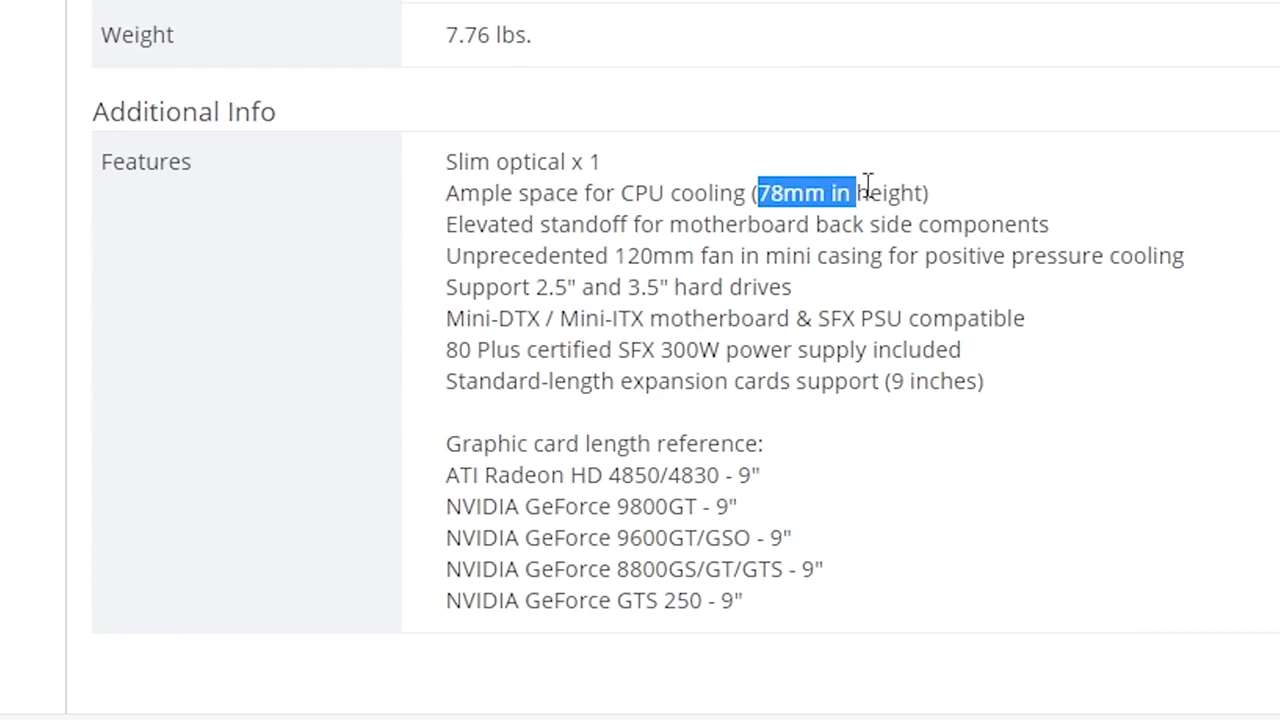 Weight
7.76 lbs.
Additional Info
Features
Slim optical x 1
Ample space for CPU cooling (78mm in height)
Elevated standoff for motherboard back side components
Unprecedented 120mm fan in mini casing for positive pressure cooling
Support 2.5" and 3.5" hard drives
Mini-DTX / Mini-ITX motherboard & SFX PSU compatible
80 Plus certified SFX 300W power supply included
Standard-length expansion cards support (9 inches)
Graphic card length reference:
ATI Radeon HD 4850/4830 - 9"
NVIDIA GeForce 9800GT - 9"
NVIDIA GeForce 9600GT/GSO - 9"
NVIDIA GeForce 8800GS/GT/GTS - 9"
NVIDIA GeForce GTS 250 - 9"